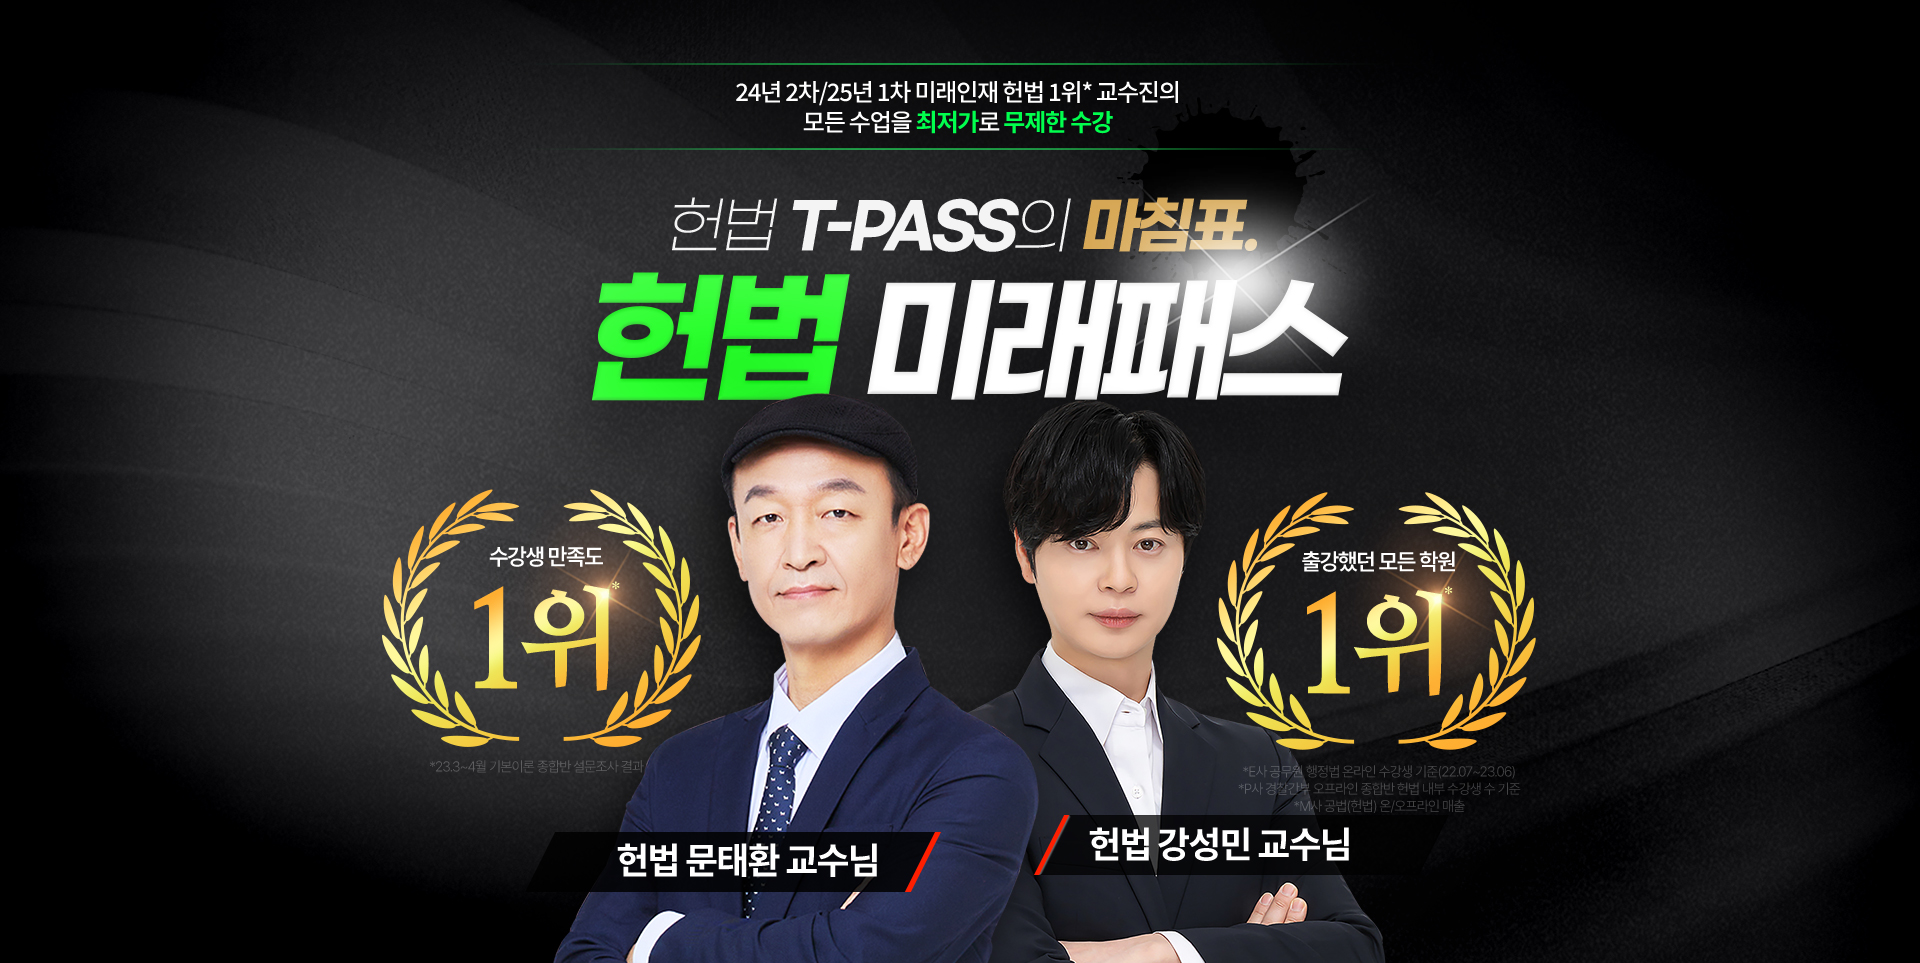 24년 2차/25년 1차 미래인재 헌법 1위* 교수진의
모든 수업을 최저가로 무제한 수강
헌법 T-PASS의 마침표.
헌법 미래패스
수강생 만족도
1위*
*23.3~4월 기본이론 종합반 설문조사 결과
출강했던 모든 학원
1위*
*E사 공무원 행정법 온라인 수강생 기준(22.07~23.06)
*P사 경찰간부 오프라인 종합반 헌법 내부 수강생 수 기준
*M사 공법(헌법) 온/오프라인 매출
헌법 문태환 교수님
헌법 강성민 교수님